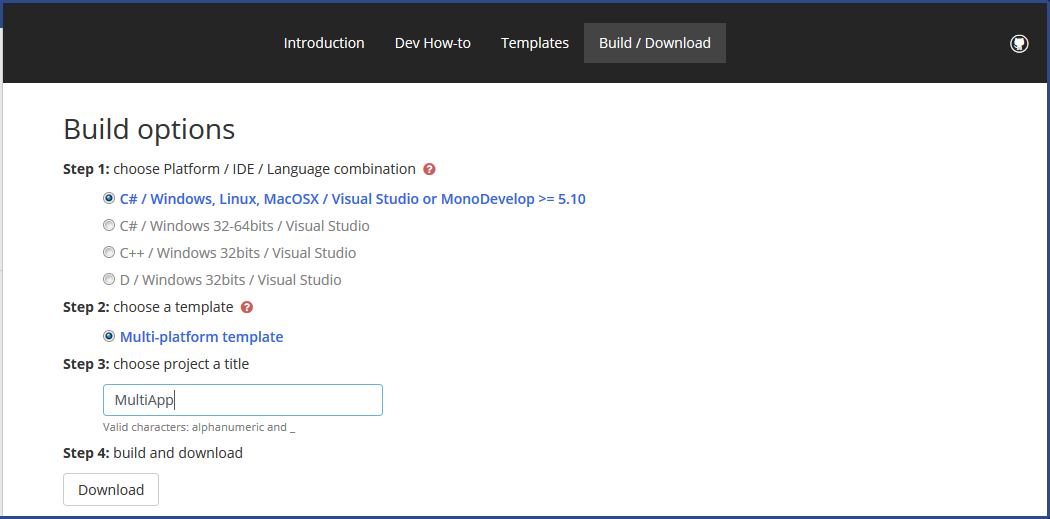 Introduction Dev How-to Templates Build / Download
Build options
Step 1: choose Platform / IDE / Language combination ?
C# / Windows, Linux, MacOSX / Visual Studio or MonoDevelop >= 5.10
C# / Windows 32-64bits / Visual Studio
C++ / Windows 32bits / Visual Studio
D / Windows 32bits / Visual Studio
Step 2: choose a template ?
Multi-platform template
Step 3: choose project a title
MultiApp
Valid characters: alphanumeric and _
Step 4: build and download
Download